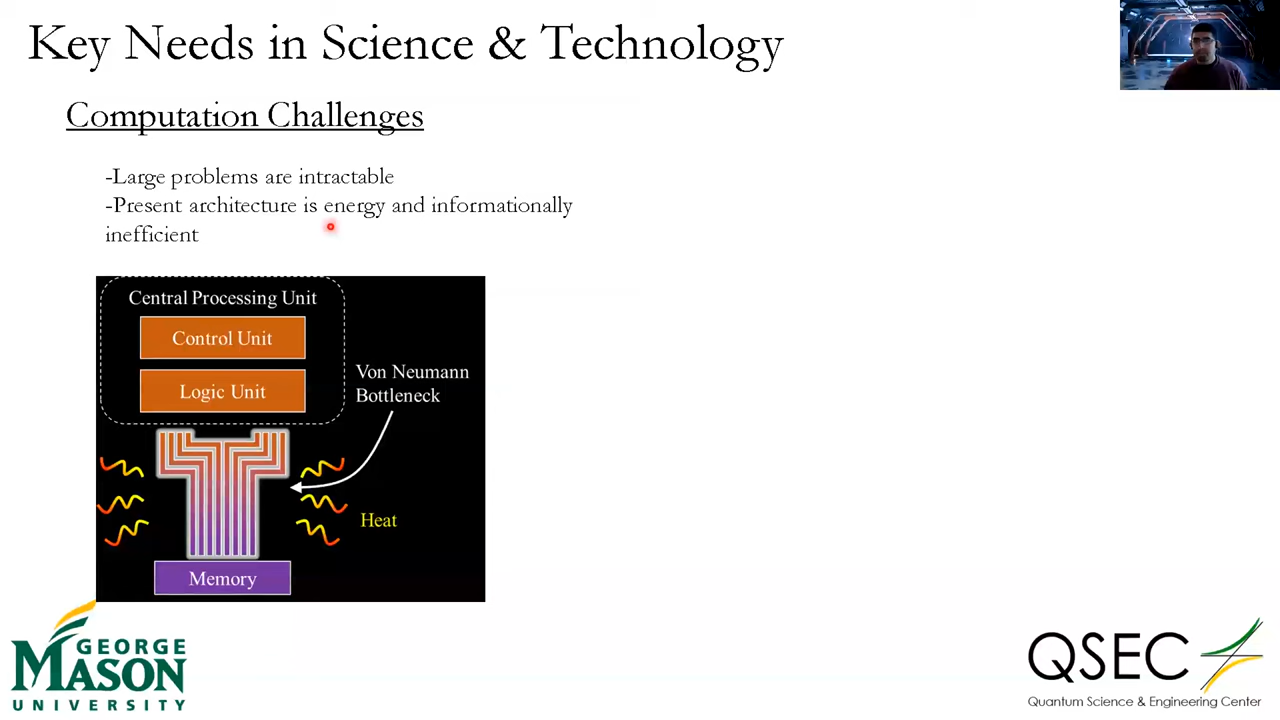 Key Needs in Science & Technology
Computation Challenges
-Large problems are intractable
-Present architecture is energy and informationally
inefficient
Central Processing Unit
Control Unit
Logic Unit
Von Neumann
Bottleneck
Heat
Memory
GEORGE
MASON
UNIVERSITY
QSEC
Quantum Science & Engineering Center